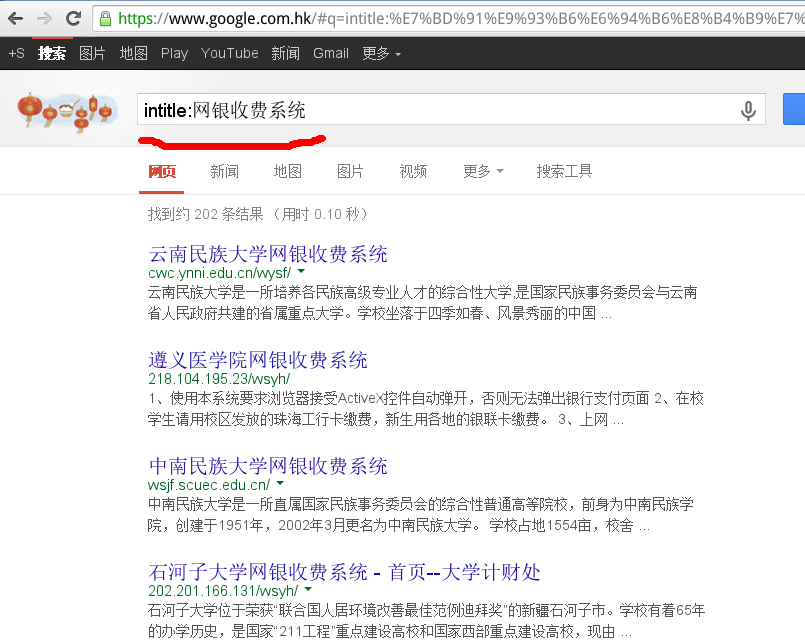 https://www.google.com.hk/#q=intitle:%E7%BD%91%E9%93%B6%E6%94%B6%E8%B4%B9%E7%
+S 搜索 图片 地图 Play YouTube 新闻 Gmail 更多
intitle:网银收费系统
网页 新闻 地图 图片 视频 更多 搜索工具
找到约 202 条结果 （用时 0.10 秒）
云南民族大学网银收费系统
cwc.ynni.edu.cn/wysf/
云南民族大学是一所培养各民族高级专业人才的综合性大学,是国家民族事务委员会与云南
省人民政府共建的省属重点大学。学校坐落于四季如春、风景秀丽的中国 ...
遵义医学院网银收费系统
218.104.195.23/wsyh/
1、使用本系统要求浏览器接受ActiveX控件自动弹开，否则无法弹出银行支付页面 2、在校
学生请用校区发放的珠海工行卡缴费，新生用各地的银联卡缴费。 3、上网 ...
中南民族大学网银收费系统
wsjf.scuec.edu.cn/
中南民族大学是一所直属国家民族事务委员会的综合性普通高等院校，前身为中南民族学
院，创建于1951年，2002年3月更名为中南民族大学。 学校占地1554亩，校舍 ...
石河子大学网银收费系统 - 首页--大学计财处
202.201.166.131/wsyh/
石河子大学位于荣获“联合国人居环境改善最佳范例迪拜奖”的新疆石河子市。学校有着65年
的办学历史，是国家“211工程”重点建设高校和国家西部重点建设高校，现由 ...